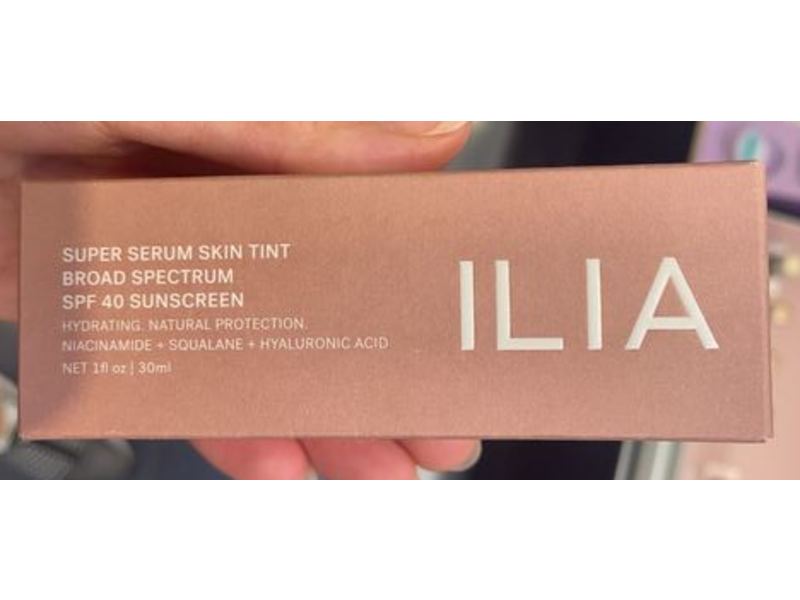 SUPER SERUM SKIN TINT
BROAD SPECTRUM
SPF 40 SUNSCREEN
HYDRATING. NATURAL PROTECTION.
NIACINAMIDE + SQUALANE + HYALURONIC ACID
NET 1fl oz | 30ml
ILIA